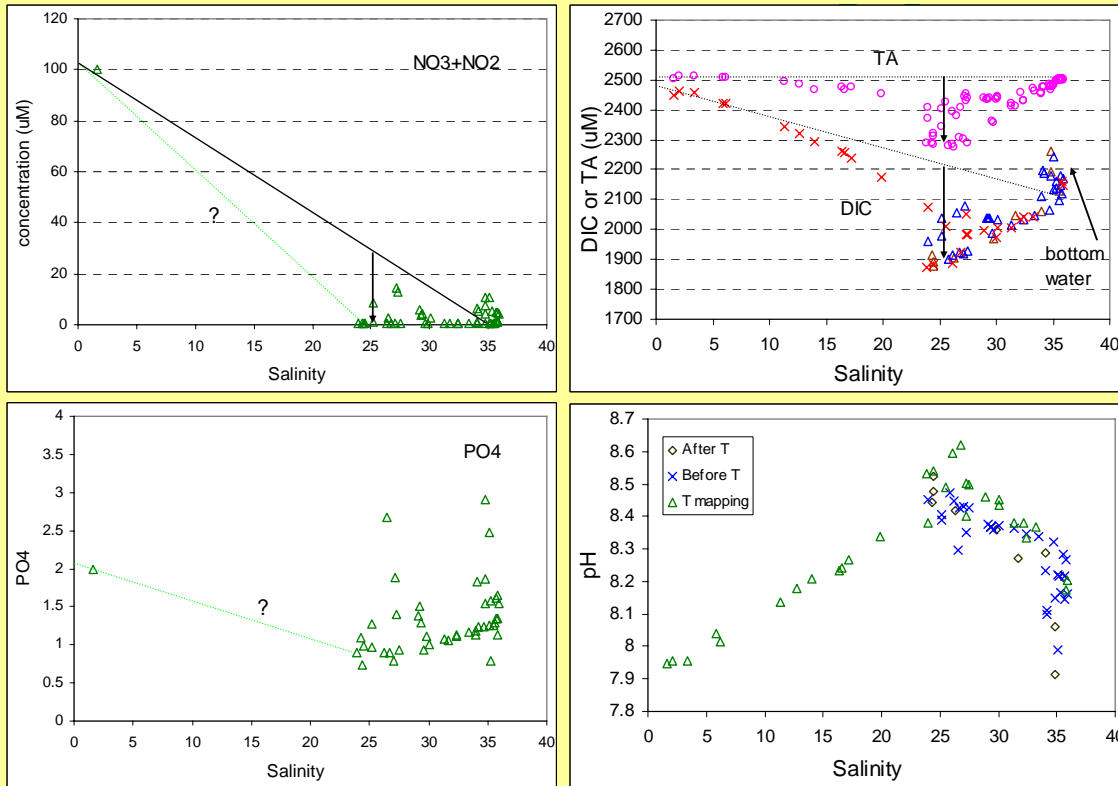 NO3+NO2
concentration (uM)
120
100
80
60
40
20
0
?
0 5 10 15 20 25 30 35 40
Salinity
TA
DIC or TA (uM)
2700
2600
2500
2400
2300
2200
2100
2000
1900
1800
1700
DIC
bottom
water
0 5 10 15 20 25 30 35 40
Salinity
PO4
PO4
4
3.5
3
2.5
2
1.5
1
0.5
0
?
0 5 10 15 20 25 30 35 40
Salinity
pH
8.7
8.6
8.5
8.4
8.3
8.2
8.1
8
7.9
7.8
After T
Before T
T mapping
0 5 10 15 20 25 30 35 40
Salinity